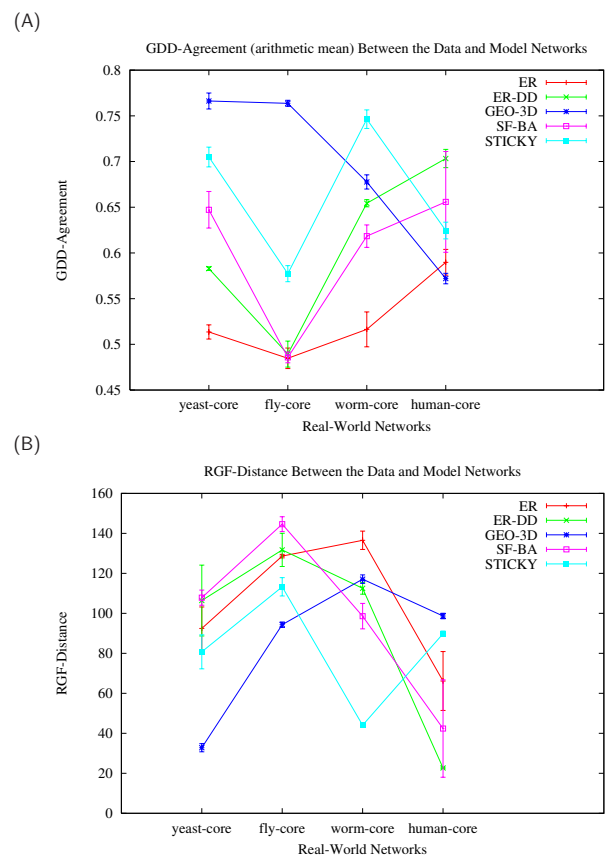 (A)
GDD-Agreement (arithmetic mean) Between the Data and Model Networks
ER
ER-DD
GEO-3D
SF-BA
STICKY
0.8
0.75
0.7
0.65
0.6
0.55
0.5
0.45
GDD-Agreement
yeast-core fly-core worm-core human-core
Real-World Networks
(B)
RGF-Distance Between the Data and Model Networks
ER
ER-DD
GEO-3D
SF-BA
STICKY
160
140
120
100
80
60
40
20
0
RGF-Distance
yeast-core fly-core worm-core human-core
Real-World Networks